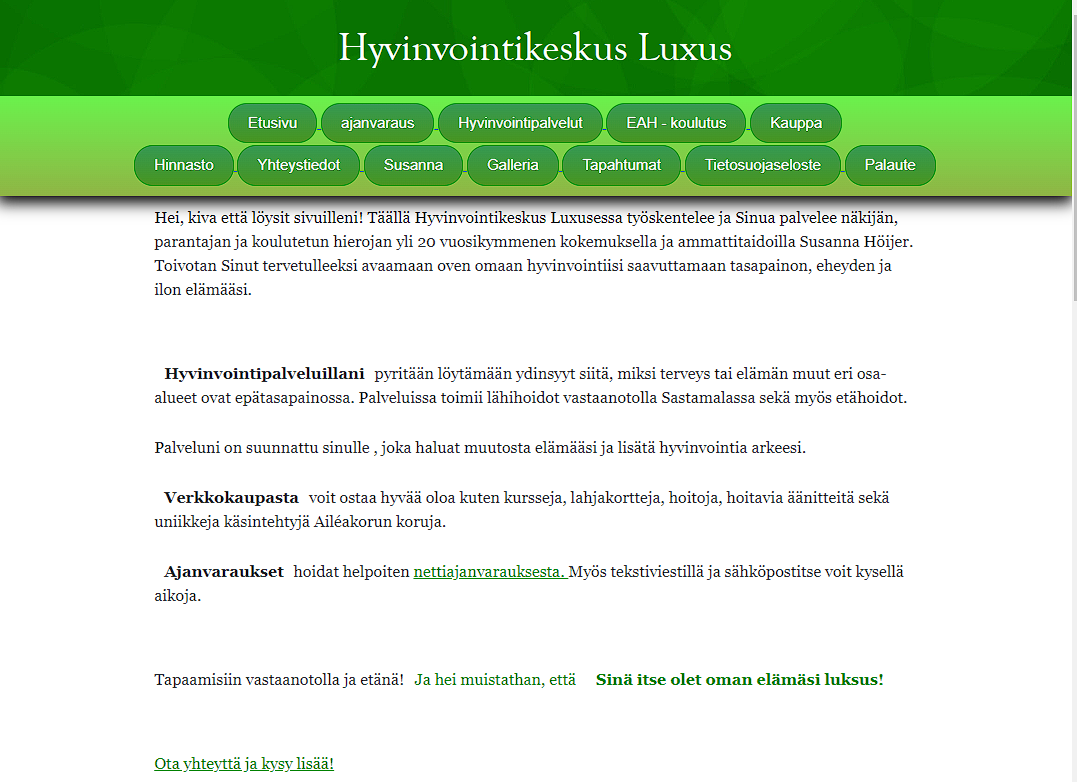 Hyvinvointikeskus Luxus
Etusivu ajanvaraus Hyvinvointipalvelut EAH - koulutus Kauppa
Hinnasto Yhteystiedot Susanna Galleria Tapahtumat Tietosuojaseloste Palaute
Hei, kiva että löysit sivuilleni! Täällä Hyvinvointikeskus Luxusessa työskentelee ja Sinua palvelee näkijän,
parantajan ja koulutetun hierojan yli 20 vuosikymmenen kokemuksella ja ammattitaidoilla Susanna Höijer.
Toivotan Sinut tervetulleeksi avaamaan oven omaan hyvinvointiisi saavuttamaan tasapainon, eheyden ja
ilon elämääsi.
Hyvinvointipalveluillani pyritään löytämään ydinsyyt siitä, miksi terveys tai elämän muut eri osa-
alueet ovat epätasapainossa. Palveluissa toimii lähihoidot vastaanotolla Sastamalassa sekä myös etähoidot.
Palveluni on suunnattu sinulle , joka haluat muutosta elämääsi ja lisätä hyvinvointia arkeesi.
Verkkokaupasta voit ostaa hyvää oloa kuten kursseja, lahjakortteja, hoitoja, hoitavia äänitteitä sekä
uniikkeja käsintehtyjä Ailéakorun koruja.
Ajanvaraukset hoidat helpoiten nettiajanvarauksesta. Myös tekstiviestillä ja sähköpostitse voit kysellä
aikoja.
Tapaamisiin vastaanotolla ja etänä! Ja hei muistathan, että Sinä itse olet oman elämäsi luksus!
Ota yhteyttä ja kysy lisää!